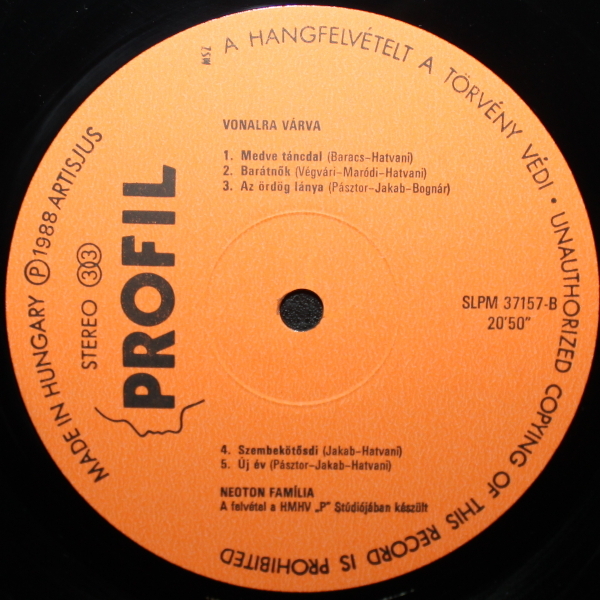 MADE IN HUNGARY Ⓟ 1988 ARTISJUS MSZ A HANGFELVÉTELT A TÖRVÉNY VÉDI • UNAUTHORIZED COPYING OF THIS RECORD IS PROHIBITED
STEREO 303
PROFIL
VONALRA VÁRVA
1. Medve táncdal (Baracs–Hatvani)
2. Barátnők (Végvári–Maródi–Hatvani)
3. Az ördög lánya (Pásztor–Jakab–Bognár)
SLPM 37157-B
20'50"
4. Szembekötősdi (Jakab–Hatvani)
5. Új év (Pásztor–Jakab–Hatvani)
NEOTON FAMÍLIA
A felvétel a HMHV „P" Stúdiójában készült